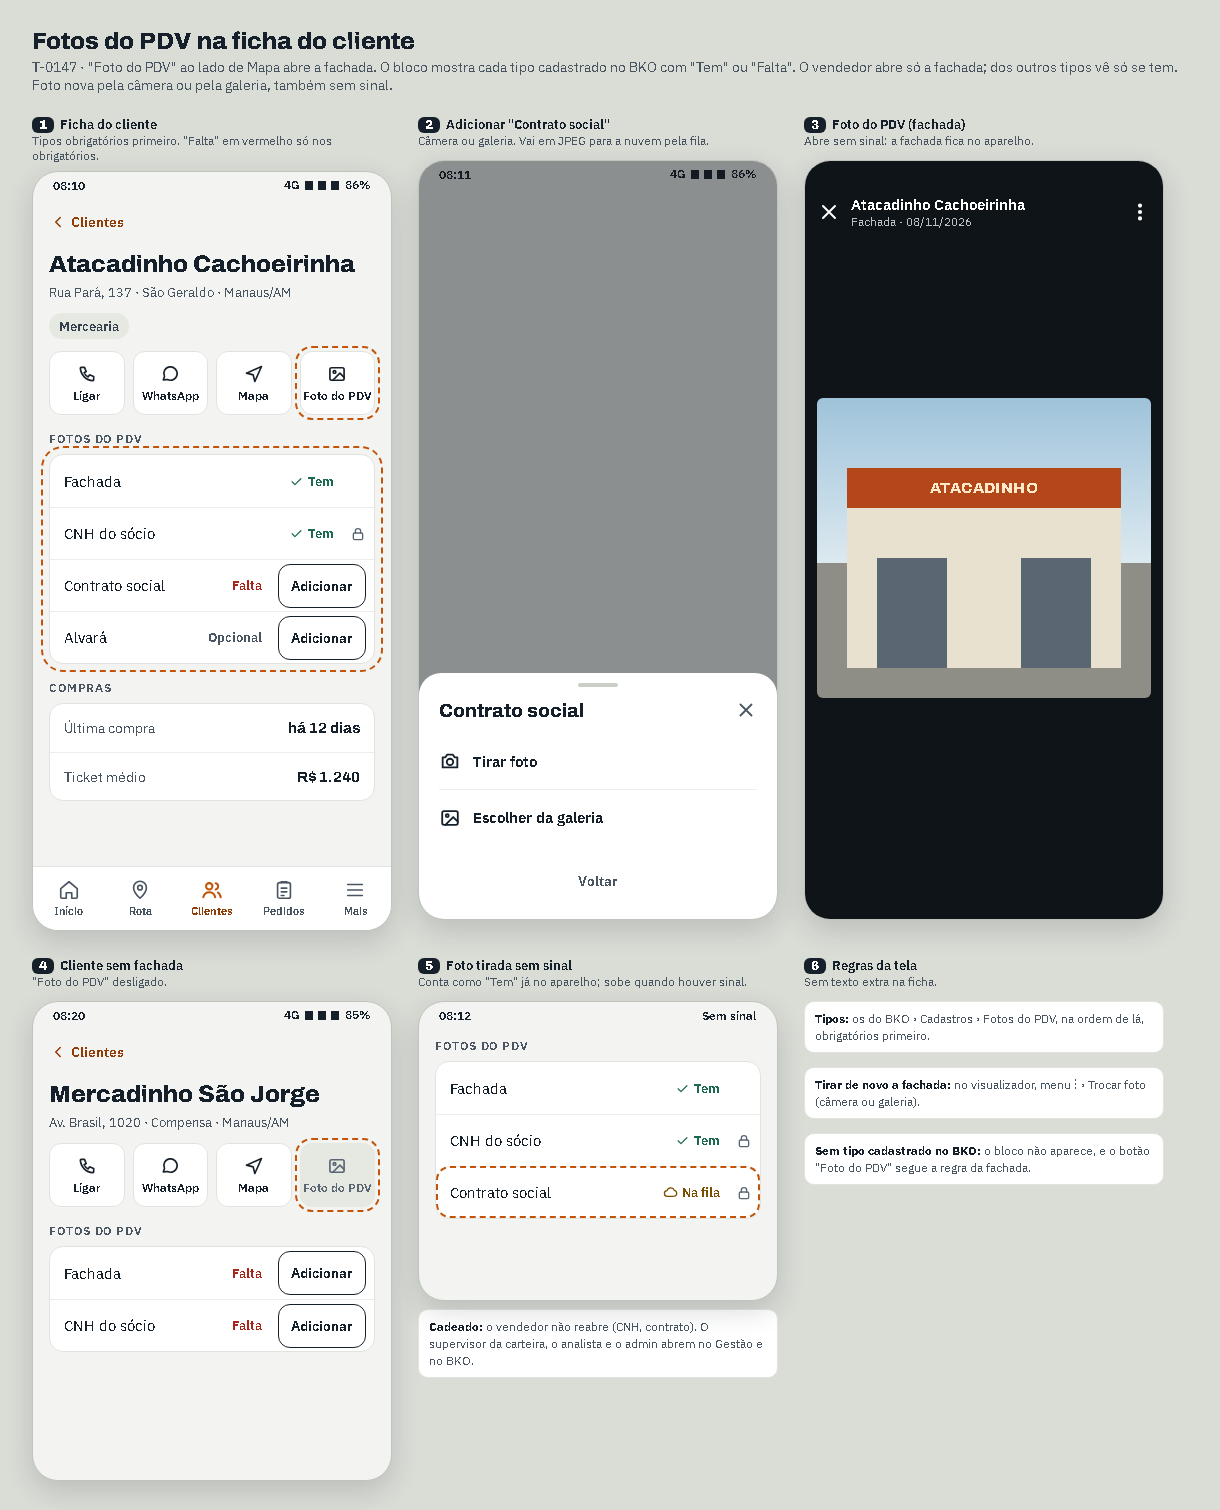 Fotos do PDV na ficha do cliente
T-0147 · "Foto do PDV" ao lado de Mapa abre a fachada. O bloco mostra cada tipo cadastrado no BKO com "Tem" ou "Falta". O vendedor abre só a fachada; dos outros tipos vê só se tem.
Foto nova pela câmera ou pela galeria, também sem sinal.
1 Ficha do cliente
Tipos obrigatórios primeiro. "Falta" em vermelho só nos
obrigatórios.
08:10 4G 86%
Clientes
Atacadinho Cachoeirinha
Rua Pará, 137 · São Geraldo · Manaus/AM
Mercearia
Ligar WhatsApp Mapa Foto do PDV
FOTOS DO PDV
Fachada Tem
CNH do sócio Tem
Contrato social Falta Adicionar
Alvará Opcional Adicionar
COMPRAS
Última compra há 12 dias
Ticket médio R$ 1.240
Início Rota Clientes Pedidos Mais
2 Adicionar "Contrato social"
Câmera ou galeria. Vai em JPEG para a nuvem pela fila.
08:11 4G 86%
Contrato social
Tirar foto
Escolher da galeria
Voltar
3 Foto do PDV (fachada)
Abre sem sinal: a fachada fica no aparelho.
Atacadinho Cachoeirinha
Fachada · 08/11/2026
ATACADINHO
4 Cliente sem fachada
"Foto do PDV" desligado.
08:20 4G 85%
Clientes
Mercadinho São Jorge
Av. Brasil, 1020 · Compensa · Manaus/AM
Ligar WhatsApp Mapa Foto do PDV
FOTOS DO PDV
Fachada Falta Adicionar
CNH do sócio Falta Adicionar
5 Foto tirada sem sinal
Conta como "Tem" já no aparelho; sobe quando houver sinal.
08:12 Sem sinal
FOTOS DO PDV
Fachada Tem
CNH do sócio Tem
Contrato social Na fila
Cadeado: o vendedor não reabre (CNH, contrato). O
supervisor da carteira, o analista e o admin abrem no Gestão e
no BKO.
6 Regras da tela
Sem texto extra na ficha.
Tipos: os do BKO › Cadastros › Fotos do PDV, na ordem de lá,
obrigatórios primeiro.
Tirar de novo a fachada: no visualizador, menu ⋮ › Trocar foto
(câmera ou galeria).
Sem tipo cadastrado no BKO: o bloco não aparece, e o botão
"Foto do PDV" segue a regra da fachada.